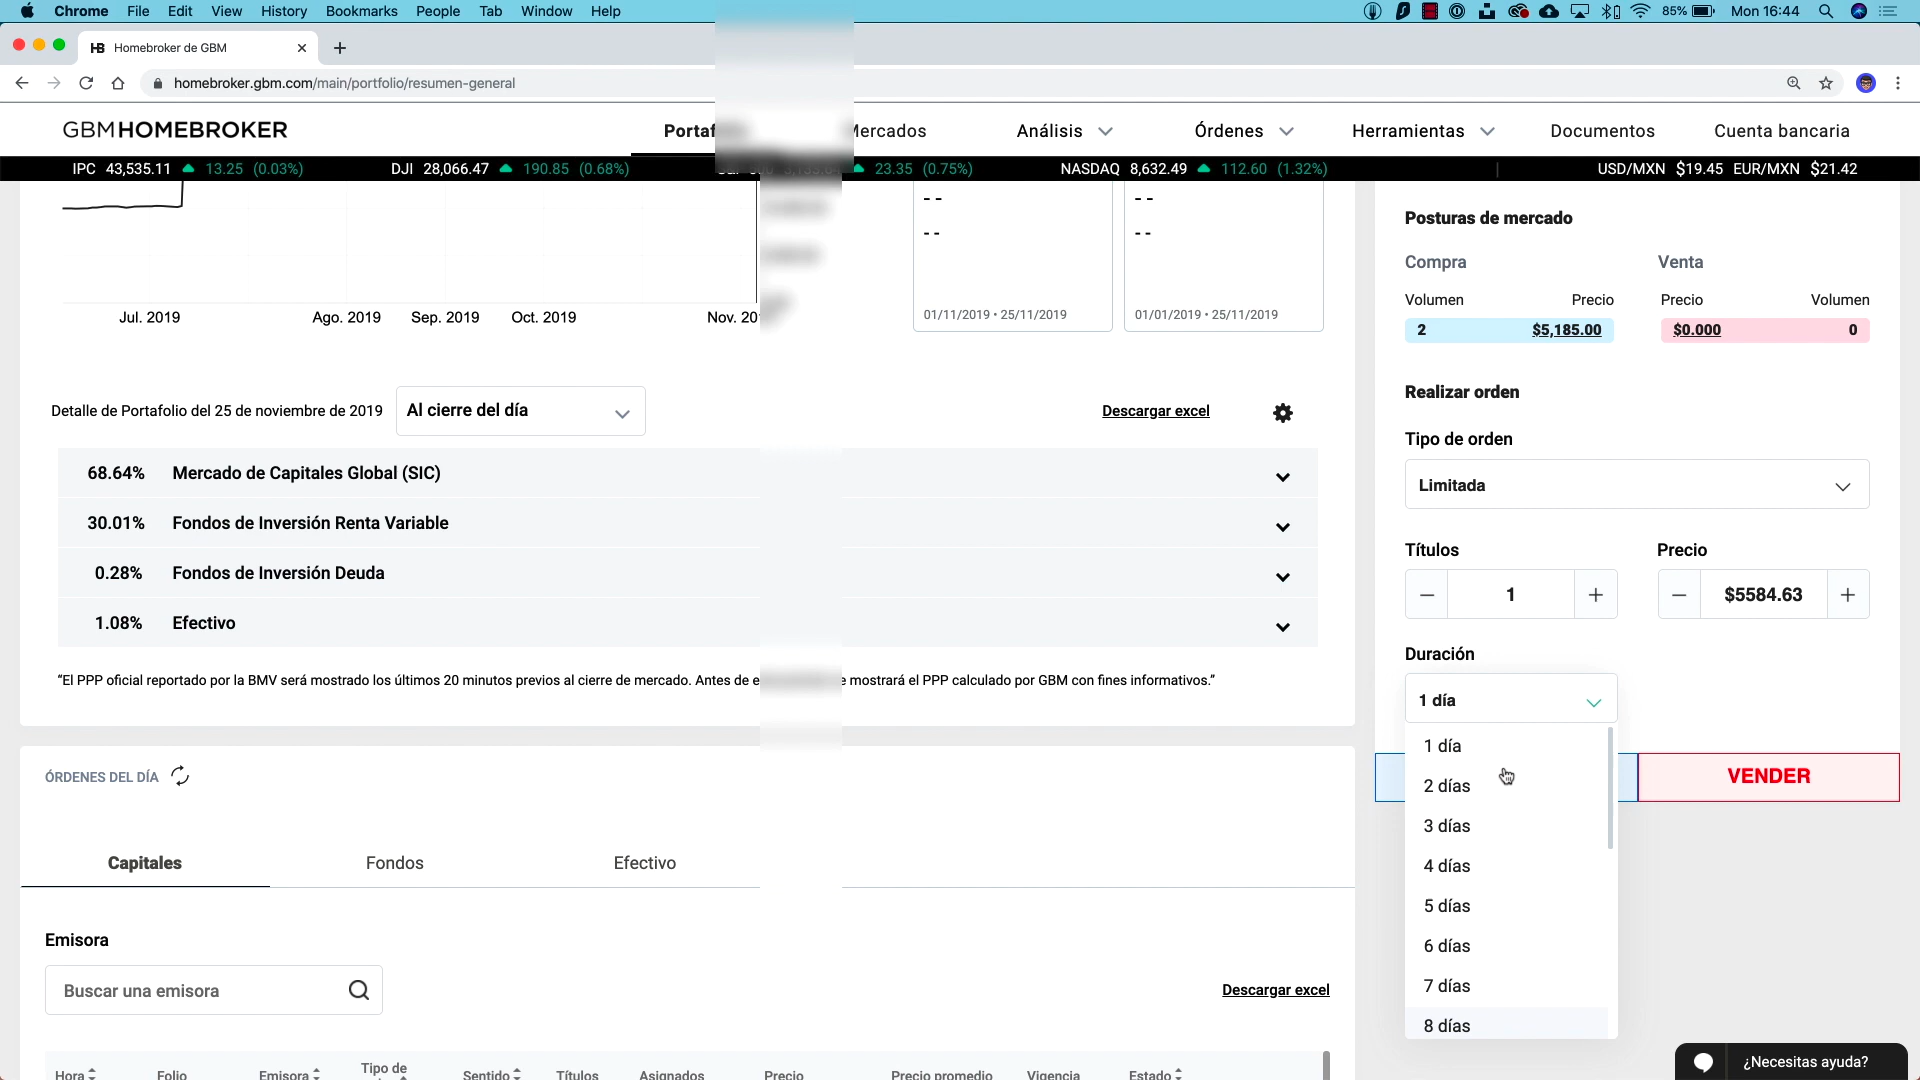 Chrome File Edit View History Bookmarks People Tab Window Help 85% Mon 16:44
HB Homebroker de GBM
homebroker.gbm.com/main/portfolio/resumen-general
GBMHOMEBROKER Mercados Análisis Órdenes Herramientas Documentos Cuenta bancaria
IPC 43,535.11 13.25 (0.03%) DJI 28,066.47 190.85 (0.68%) 23.35 (0.75%) NASDAQ 8,632.49 112.60 (1.32%) USD/MXN $19.45 EUR/MXN $21.42
-- --
-- --
01/11/2019 • 25/11/2019 01/01/2019 • 25/11/2019
Jul. 2019 Ago. 2019 Sep. 2019 Oct. 2019 Nov. 20
Detalle de Portafolio del 25 de noviembre de 2019 Al cierre del día Descargar excel
68.64% Mercado de Capitales Global (SIC)
30.01% Fondos de Inversión Renta Variable
0.28% Fondos de Inversión Deuda
1.08% Efectivo
“El PPP oficial reportado por la BMV será mostrado los últimos 20 minutos previos al cierre de mercado. Antes de mostrará el PPP calculado por GBM con fines informativos.”
ÓRDENES DEL DÍA
Capitales Fondos Efectivo
Emisora
Buscar una emisora
Descargar excel
Hora Folio Emisora Tipo de Sentido Títulos Asignados Precio Precio promedio Vigencia Estado
Posturas de mercado
Compra Venta
Volumen Precio Precio Volumen
2 $5,185.00 $0.000 0
Realizar orden
Tipo de orden
Limitada
Títulos Precio
− 1 + − $5584.63 +
Duración
1 día
1 día
2 días
3 días
4 días
5 días
6 días
7 días
8 días
VENDER
¿Necesitas ayuda?